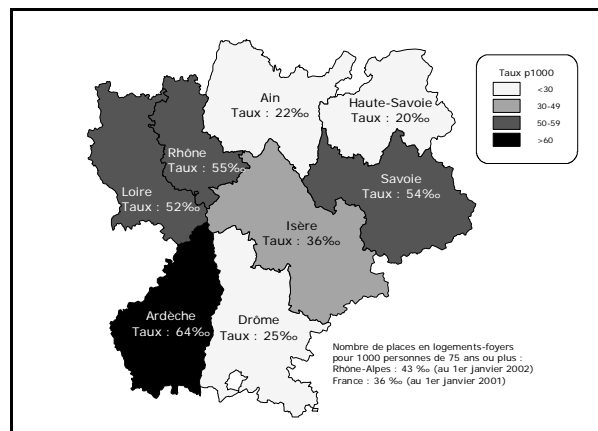 Ain
Taux : 22‰
Haute-Savoie
Taux : 20‰
Rhône
Taux : 55‰
Loire
Taux : 52‰
Savoie
Taux : 54‰
Isère
Taux : 36‰
Ardèche
Taux : 64‰
Drôme
Taux : 25‰
Taux p1000
<30
30-49
50-59
>60
Nombre de places en logements-foyers
pour 1000 personnes de 75 ans ou plus :
Rhône-Alpes : 43 ‰ (au 1er janvier 2002)
France : 36 ‰ (au 1er janvier 2001)